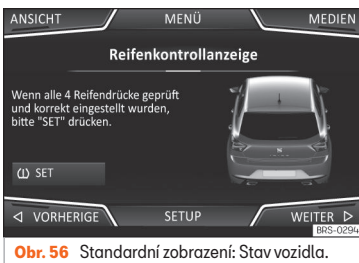 ANSICHT MENÜ MEDIEN
Reifenkontrollanzeige
Wenn alle 4 Reifendrücke geprüft
und korrekt eingestellt wurden,
bitte "SET" drücken.
SET
VORHERIGE SETUP WEITER
BRS-0294
Obr. 56 Standardní zobrazení: Stav vozidla.